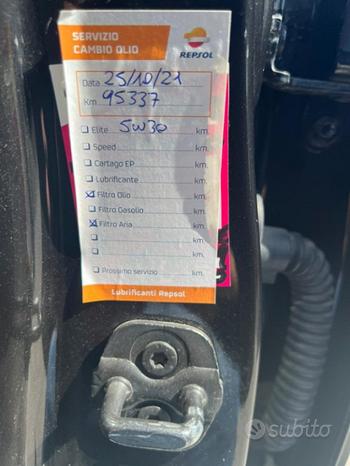 SERVIZIO
CAMBIO OLIO
REPSOL
Data 25/10/21
Km. 95337
Elite 5W30 km.
Speed km.
Cartago EP km.
Lubrificante km.
Filtro Olio km.
Filtro Gasolio km.
Filtro Aria km.
km.
km.
Prossimo servizio km.
Lubrificanti Repsol
subito